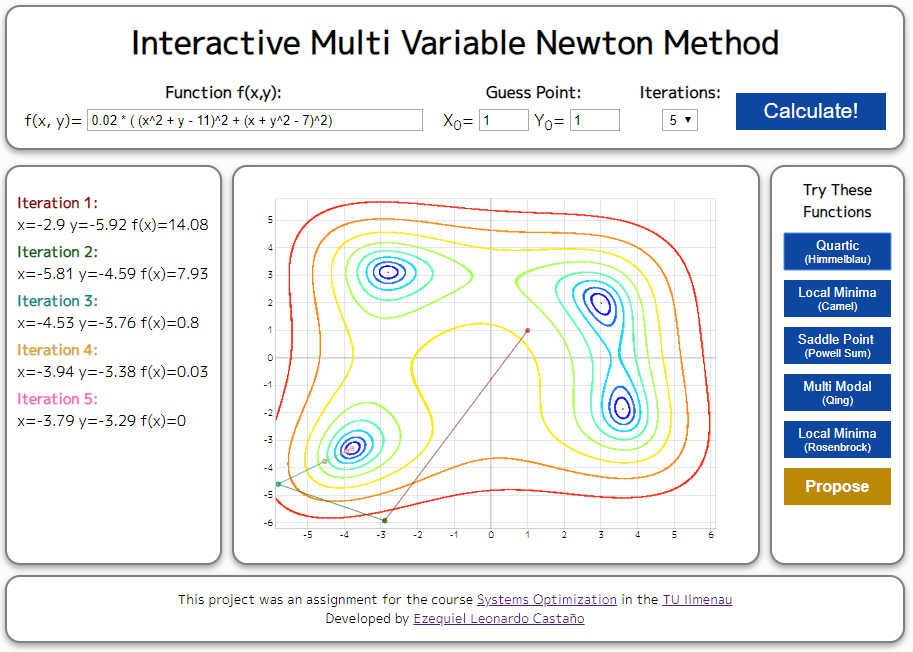 Interactive Multi Variable Newton Method
Function f(x,y):
Guess Point:
Iterations:
f(x, y)= 0.02 * ( (x^2 + y - 11)^2 + (x + y^2 - 7)^2)
X0= 1 Y0= 1
5
Calculate!
Iteration 1:
x=-2.9 y=-5.92 f(x)=14.08
Iteration 2:
x=-5.81 y=-4.59 f(x)=7.93
Iteration 3:
x=-4.53 y=-3.76 f(x)=0.8
Iteration 4:
x=-3.94 y=-3.38 f(x)=0.03
Iteration 5:
x=-3.79 y=-3.29 f(x)=0
5
4
3
2
1
0
-1
-2
-3
-4
-5
-6
-5 -4 -3 -2 -1 0 1 2 3 4 5 6
Try These
Functions
Quartic
(Himmelblau)
Local Minima
(Camel)
Saddle Point
(Powell Sum)
Multi Modal
(Qing)
Local Minima
(Rosenbrock)
Propose
This project was an assignment for the course Systems Optimization in the TU Ilmenau
Developed by Ezequiel Leonardo Castaño